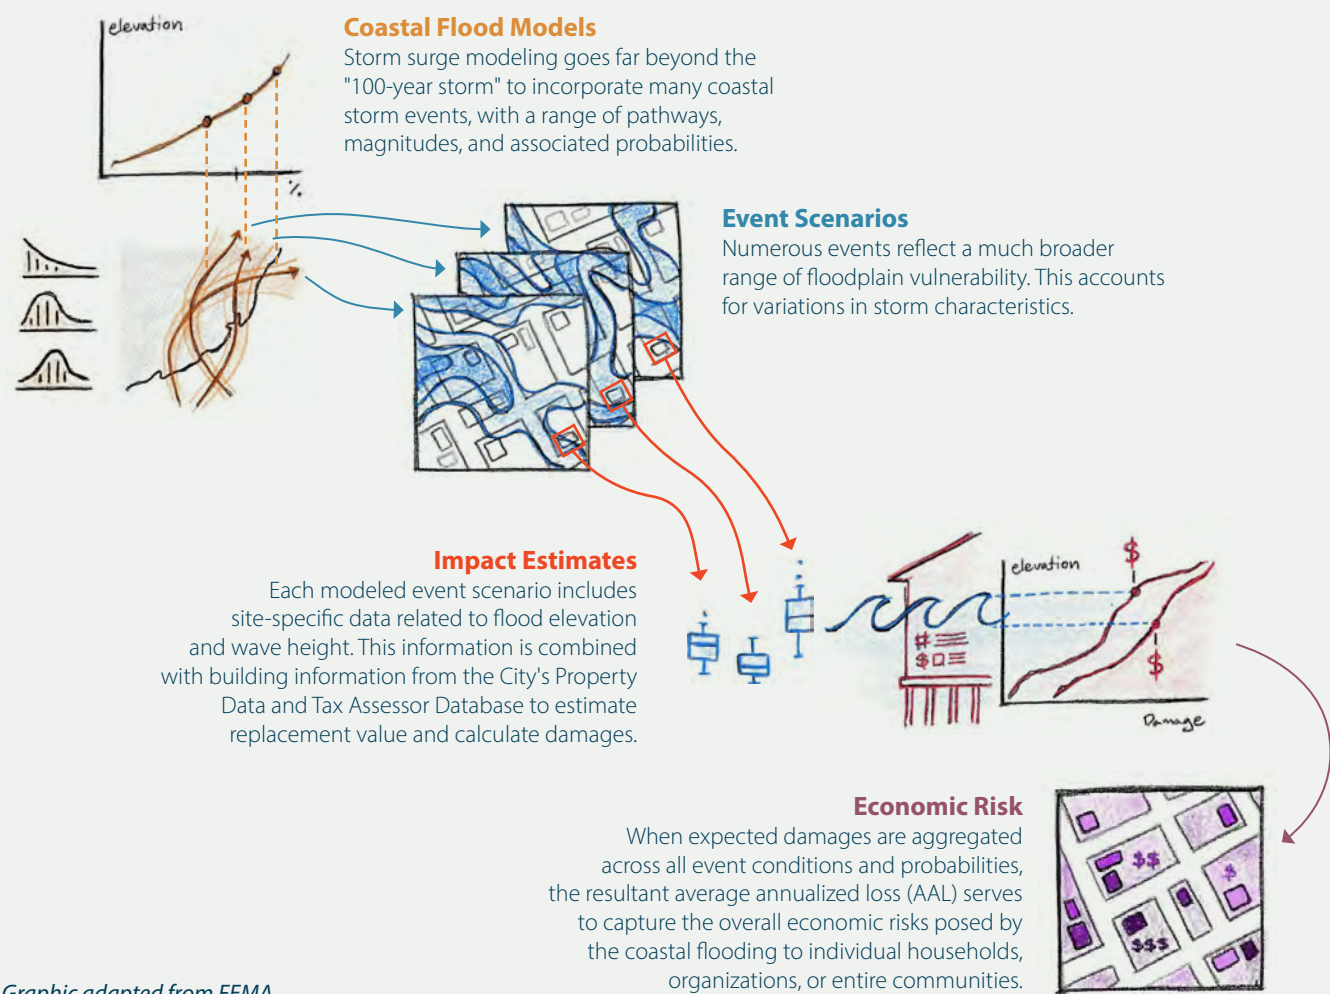 elevation
%
Coastal Flood Models
Storm surge modeling goes far beyond the
"100-year storm" to incorporate many coastal
storm events, with a range of pathways,
magnitudes, and associated probabilities.
Event Scenarios
Numerous events reflect a much broader
range of floodplain vulnerability. This accounts
for variations in storm characteristics.
Impact Estimates
Each modeled event scenario includes
site-specific data related to flood elevation
and wave height. This information is combined
with building information from the City's Property
Data and Tax Assessor Database to estimate
replacement value and calculate damages.
#
$
elevation
$
$
Damage
Economic Risk
When expected damages are aggregated
across all event conditions and probabilities,
the resultant average annualized loss (AAL) serves
to capture the overall economic risks posed by
the coastal flooding to individual households,
organizations, or entire communities.
$$
$
$$$
Graphic adapted from FEMA